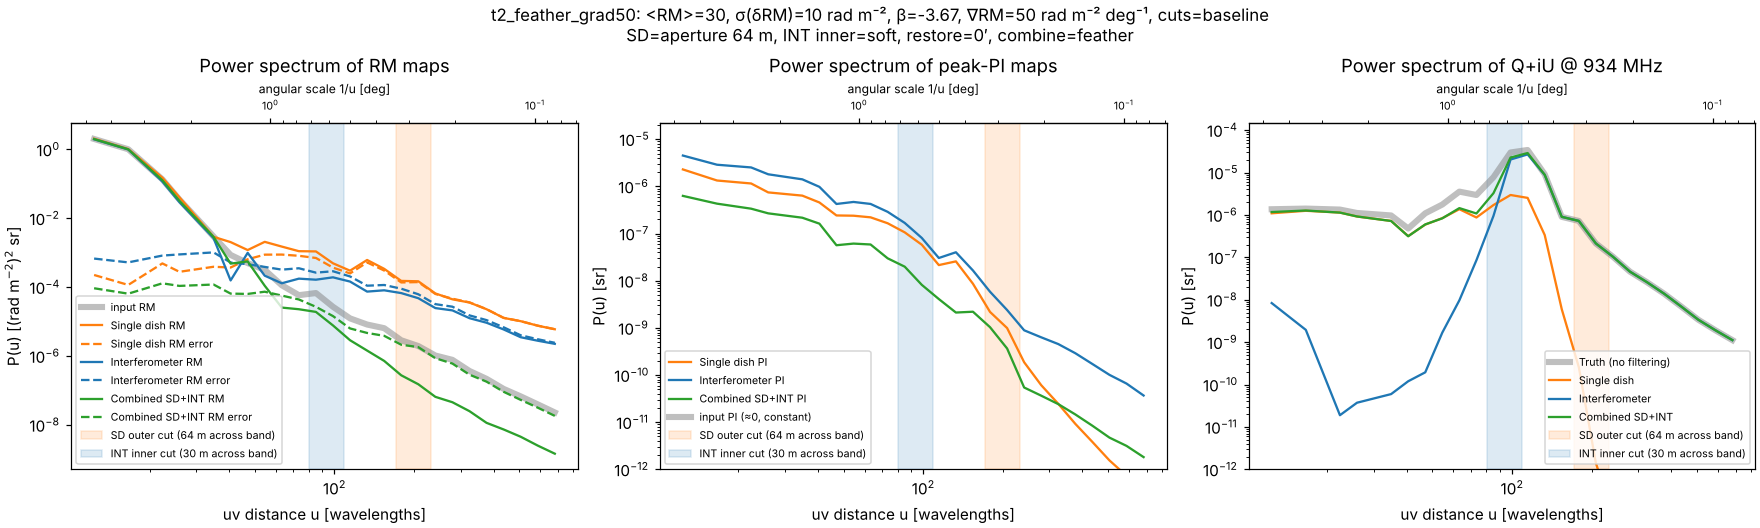 t2_feather_grad50: <RM>=30, σ(δRM)=10 rad m⁻², β=-3.67, ∇RM=50 rad m⁻² deg⁻¹, cuts=baseline
SD=aperture 64 m, INT inner=soft, restore=0′, combine=feather
Power spectrum of RM maps
angular scale 1/u [deg]
10⁰
10⁻¹
10⁰
10⁻²
10⁻⁴
10⁻⁶
10⁻⁸
P(u) [(rad m⁻²)² sr]
input RM
Single dish RM
Single dish RM error
Interferometer RM
Interferometer RM error
Combined SD+INT RM
Combined SD+INT RM error
SD outer cut (64 m across band)
INT inner cut (30 m across band)
10²
uv distance u [wavelengths]
Power spectrum of peak-PI maps
angular scale 1/u [deg]
10⁰
10⁻¹
10⁻⁵
10⁻⁶
10⁻⁷
10⁻⁸
10⁻⁹
10⁻¹⁰
10⁻¹¹
10⁻¹²
P(u) [sr]
Single dish PI
Interferometer PI
Combined SD+INT PI
input PI (≈0, constant)
SD outer cut (64 m across band)
INT inner cut (30 m across band)
10²
uv distance u [wavelengths]
Power spectrum of Q+iU @ 934 MHz
angular scale 1/u [deg]
10⁰
10⁻¹
10⁻⁴
10⁻⁵
10⁻⁶
10⁻⁷
10⁻⁸
10⁻⁹
10⁻¹⁰
10⁻¹¹
10⁻¹²
P(u) [sr]
Truth (no filtering)
Single dish
Interferometer
Combined SD+INT
SD outer cut (64 m across band)
INT inner cut (30 m across band)
10²
uv distance u [wavelengths]